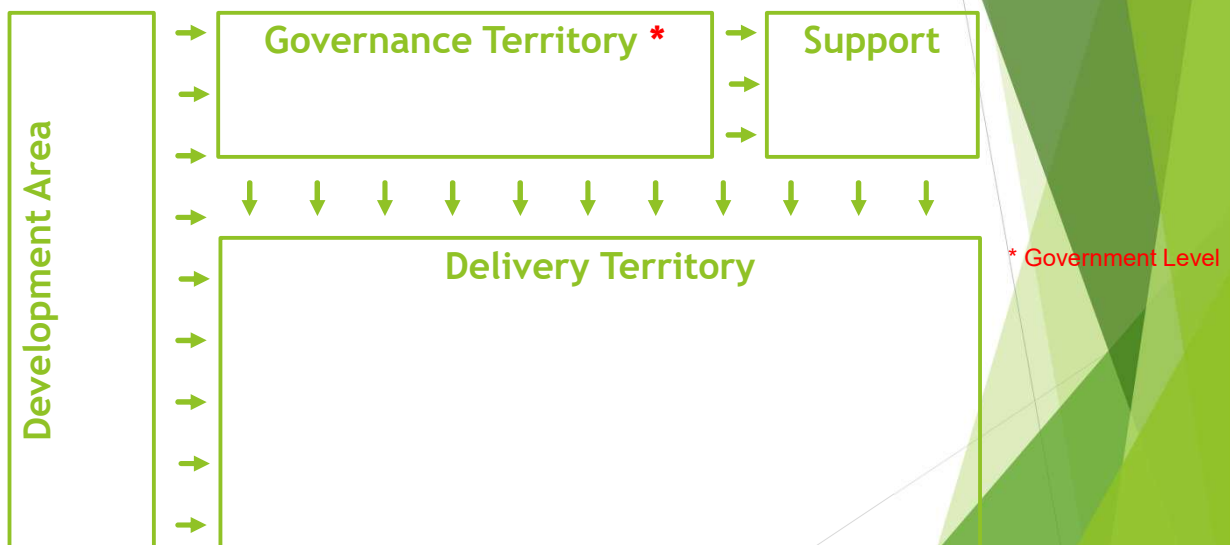 Development Area
Governance Territory *
Support
Delivery Territory
* Government Level